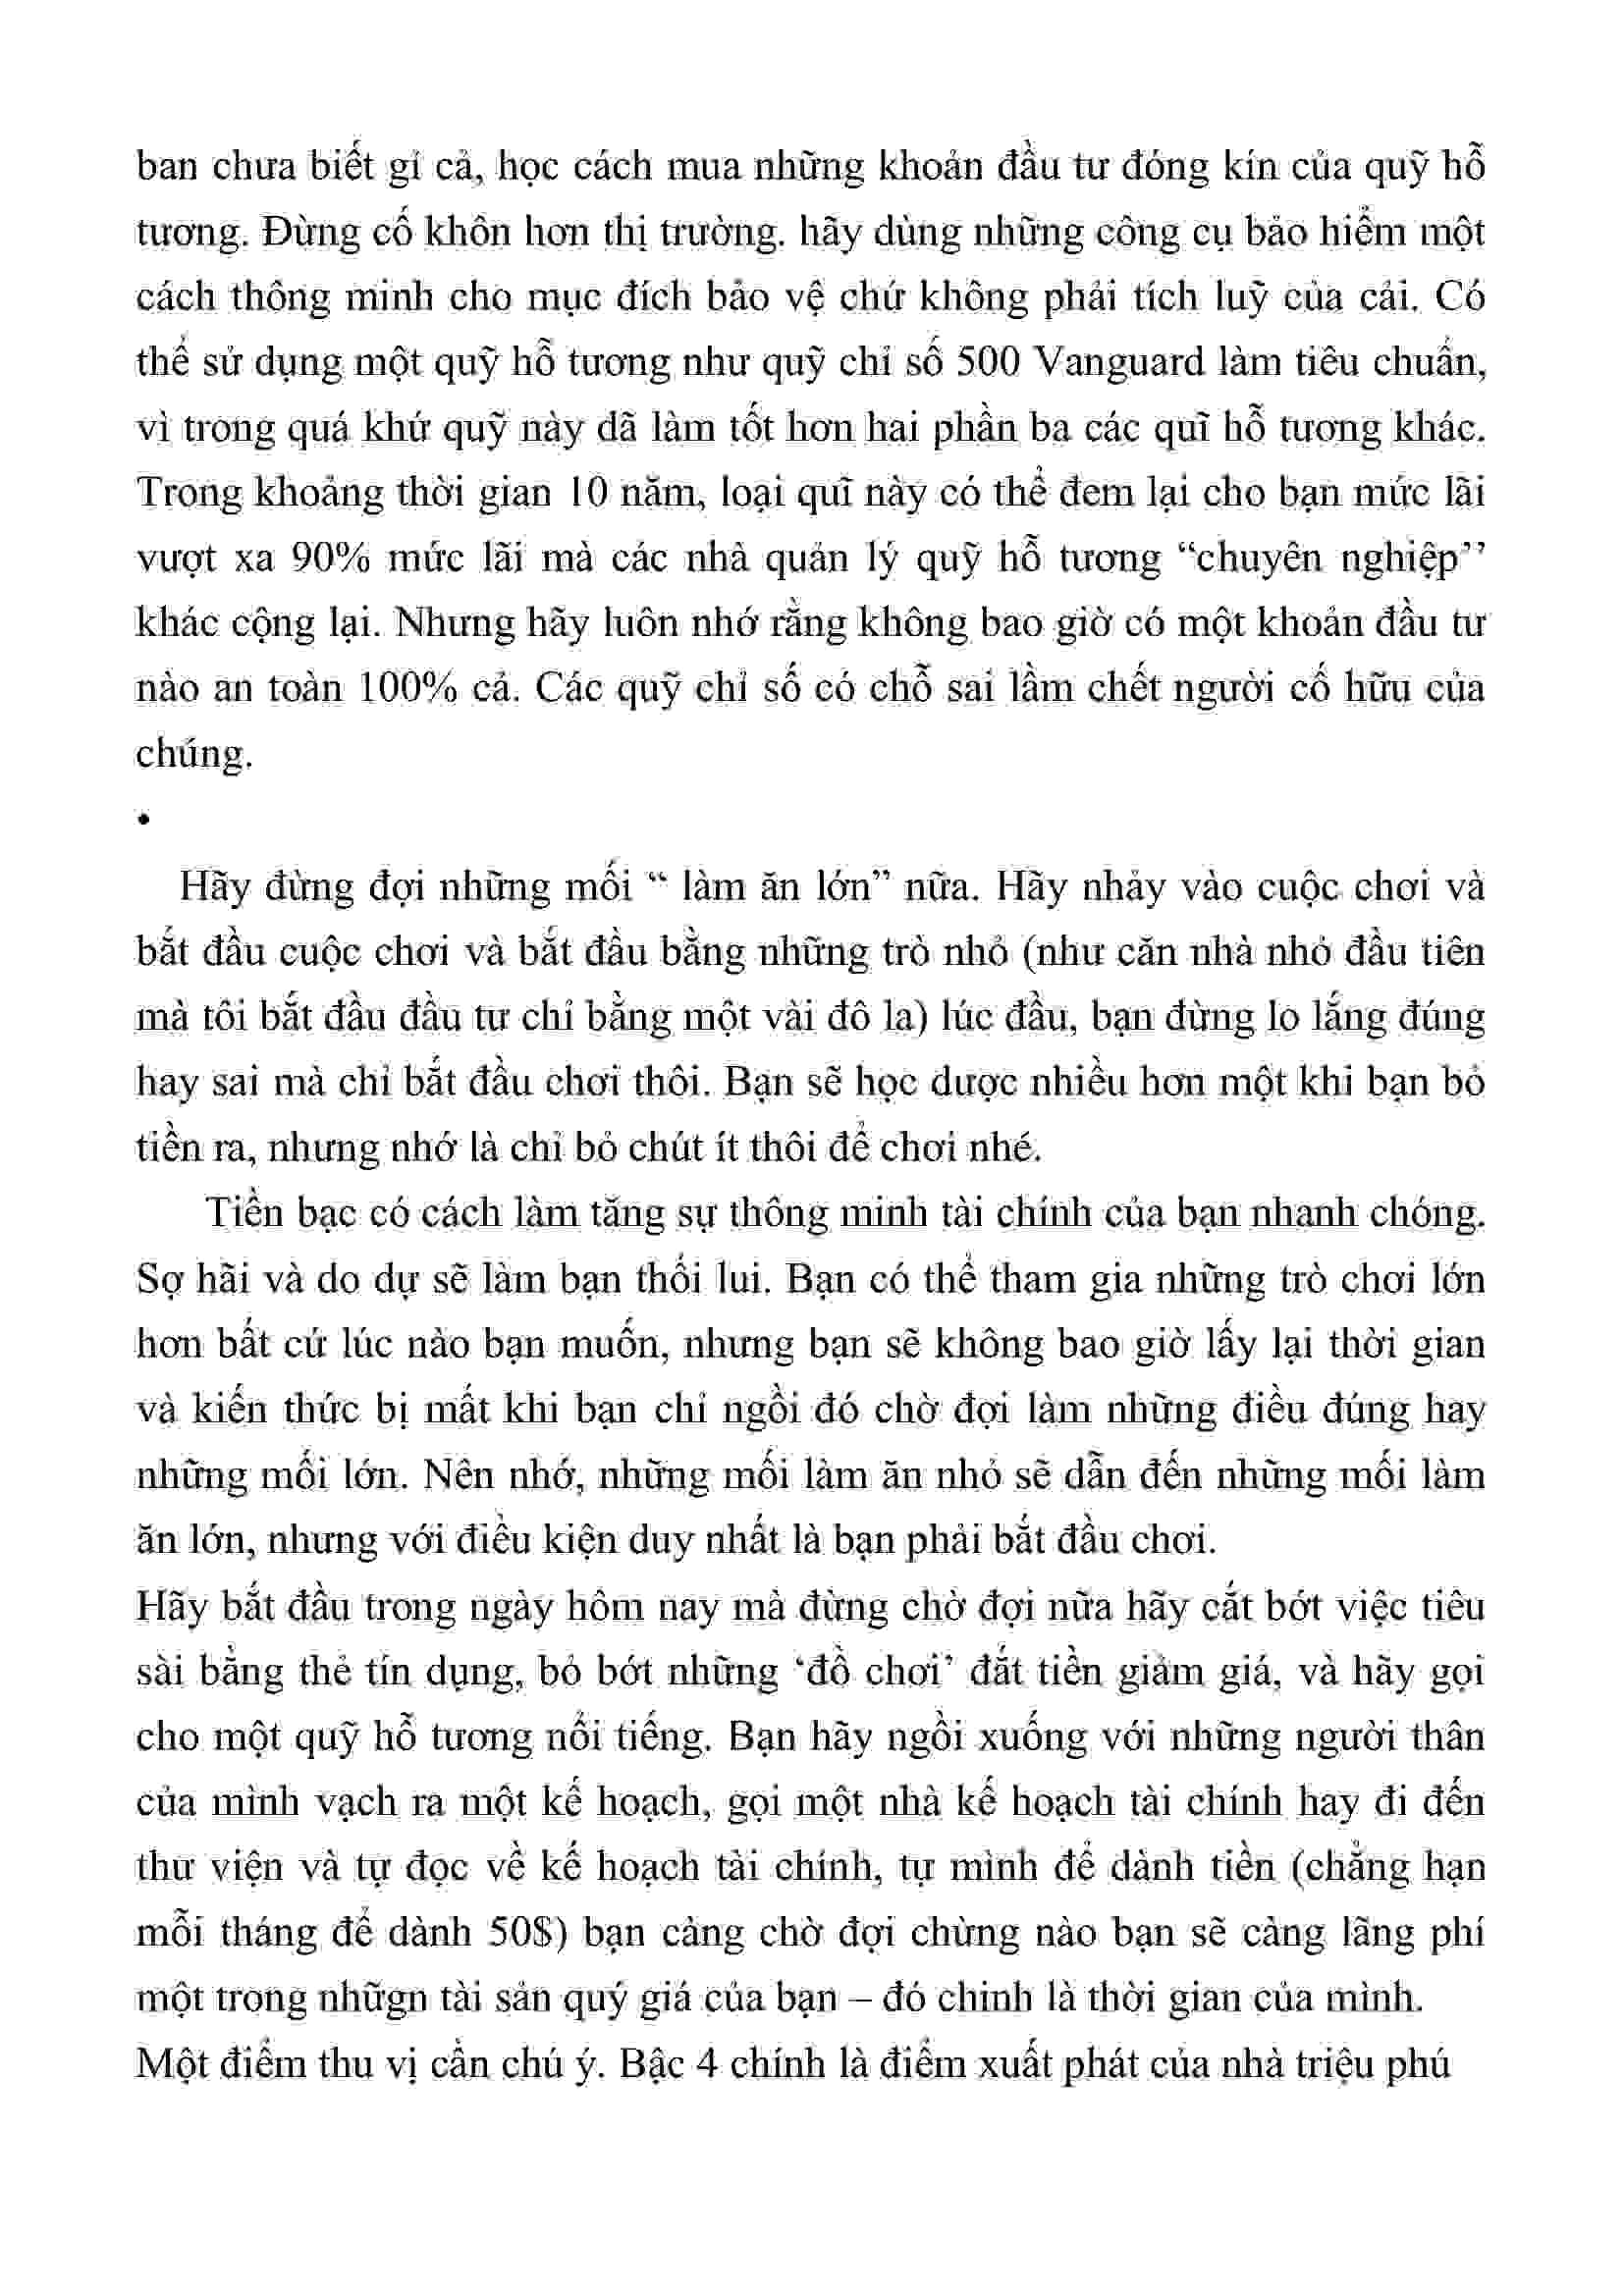 ban chưa biết gỉ cả, học cách mua những khoản đầu tư đóng kín của quỹ hỗ
tương. Đừng cố khôn hơn thị trường. hãy dùng những công cụ bảo hiểm một
cách thông minh cho mục đích bảo vệ chứ không phải tích luỹ của cải. Có
thể sử dụng một quỹ hỗ tương như quỹ chỉ số 500 Vanguard làm tiêu chuẩn,
vì trong quá khứ quỹ này dã làm tốt hơn hai phần ba các quĩ hỗ tương khác.
Trong khoảng thời gian 10 năm, loại quĩ này có thể đem lại cho bạn mức lãi
vượt xa 90% mức lãi mà các nhà quản lý quỹ hỗ tương “chuyên nghiệp’’
khác cộng lại. Nhưng hãy luôn nhớ rằng không bao giờ có một khoản đầu tư
nào an toàn 100% cả. Các quỹ chỉ số có chỗ sai lầm chết người cố hữu của
chúng.
•
Hãy đừng đợi những mối “ làm ăn lớn” nữa. Hãy nhảy vào cuộc chơi và
bắt đầu cuộc chơi và bắt đầu bằng những trò nhỏ (như căn nhà nhỏ đầu tiên
mà tôi bắt đầu đầu tư chỉ bằng một vài đô la) lúc đầu, bạn đừng lo lắng đúng
hay sai mà chỉ bắt đầu chơi thôi. Bạn sẽ học dược nhiều hơn một khi bạn bỏ
tiền ra, nhưng nhớ là chỉ bỏ chút ít thôi để chơi nhé.
Tiền bạc có cách làm tăng sự thông minh tài chính của bạn nhanh chóng.
Sợ hãi và do dự sẽ làm bạn thối lui. Bạn có thể tham gia những trò chơi lớn
hơn bất cứ lúc nào bạn muốn, nhưng bạn sẽ không bao giờ lấy lại thời gian
và kiến thức bị mất khi bạn chỉ ngồi đó chờ đợi làm những điều đúng hay
những mối lớn. Nên nhớ, những mối làm ăn nhỏ sẽ dẫn đến những mối làm
ăn lớn, nhưng với điều kiện duy nhất là bạn phải bắt đầu chơi.
Hãy bắt đầu trong ngày hôm nay mà đừng chờ đợi nữa hãy cắt bớt việc tiêu
sài bằng thẻ tín dụng, bỏ bớt những ‘đồ chơi’ đắt tiền giảm giá, và hãy gọi
cho một quỹ hỗ tương nổi tiếng. Bạn hãy ngồi xuống với những người thân
của mình vạch ra một kế hoạch, gọi một nhà kế hoạch tài chính hay đi đến
thư viện và tự đọc về kế hoạch tài chính, tự mình để dành tiền (chẳng hạn
mỗi tháng để dành 50$) bạn càng chờ đợi chừng nào bạn sẽ càng lãng phí
một trong nhữgn tài sản quý giá của bạn – đó chinh là thời gian của mình.
Một điểm thu vị cần chú ý. Bậc 4 chính là điểm xuất phát của nhà triệu phú